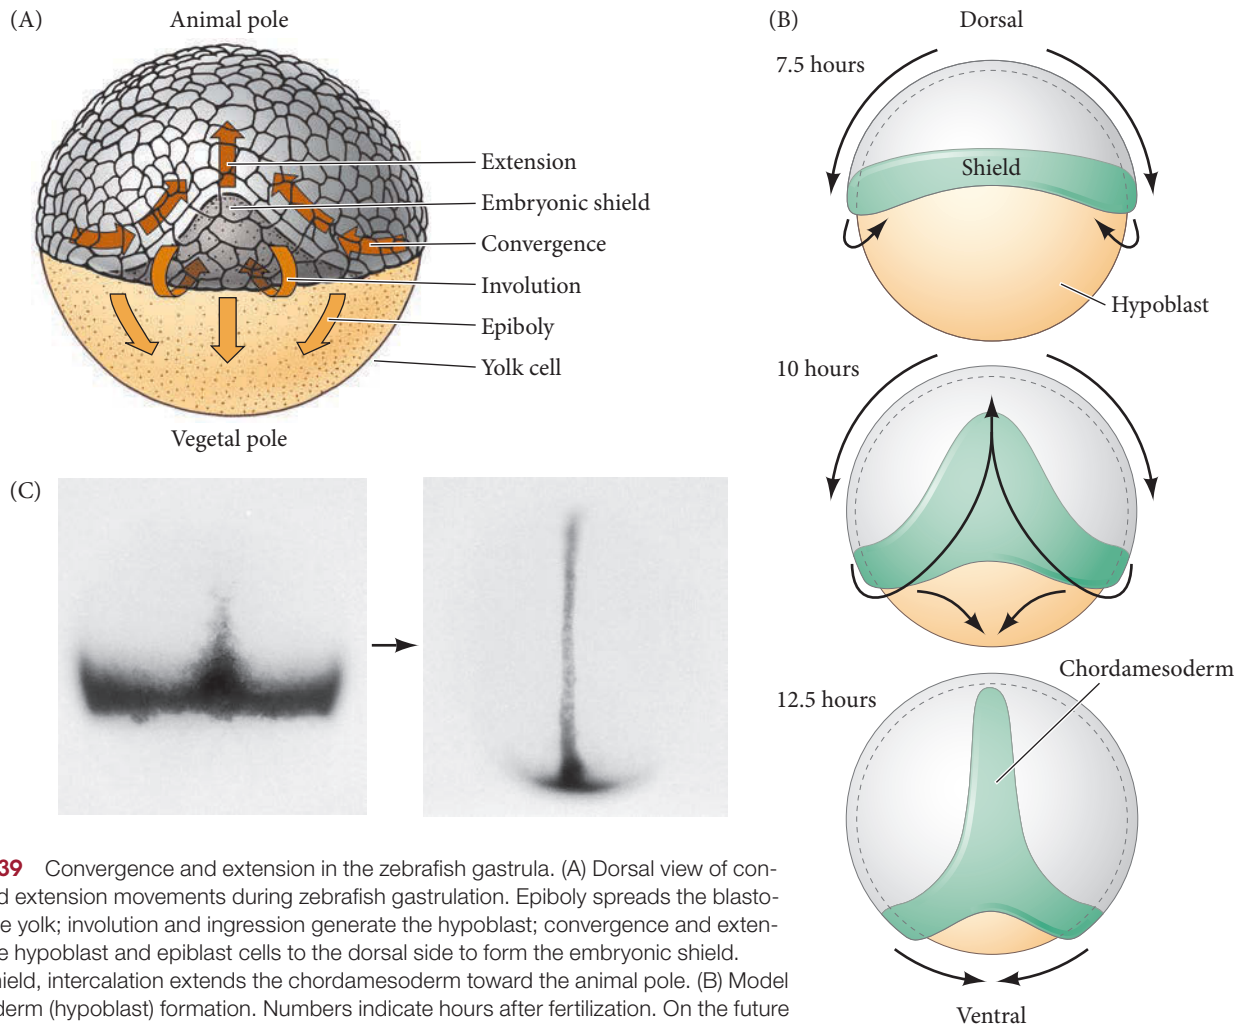 (A)
Animal pole
Extension
Embryonic shield
Convergence
Involution
Epiboly
Yolk cell
Vegetal pole
(B)
Dorsal
7.5 hours
Shield
Hypoblast
10 hours
Chordamesoderm
12.5 hours
Ventral
(C)
39 Convergence and extension in the zebrafish gastrula. (A) Dorsal view of con-
d extension movements during zebrafish gastrulation. Epiboly spreads the blasto-
e yolk; involution and ingression generate the hypoblast; convergence and exten-
e hypoblast and epiblast cells to the dorsal side to form the embryonic shield.
hield, intercalation extends the chordamesoderm toward the animal pole. (B) Model
derm (hypoblast) formation. Numbers indicate hours after fertilization. On the future